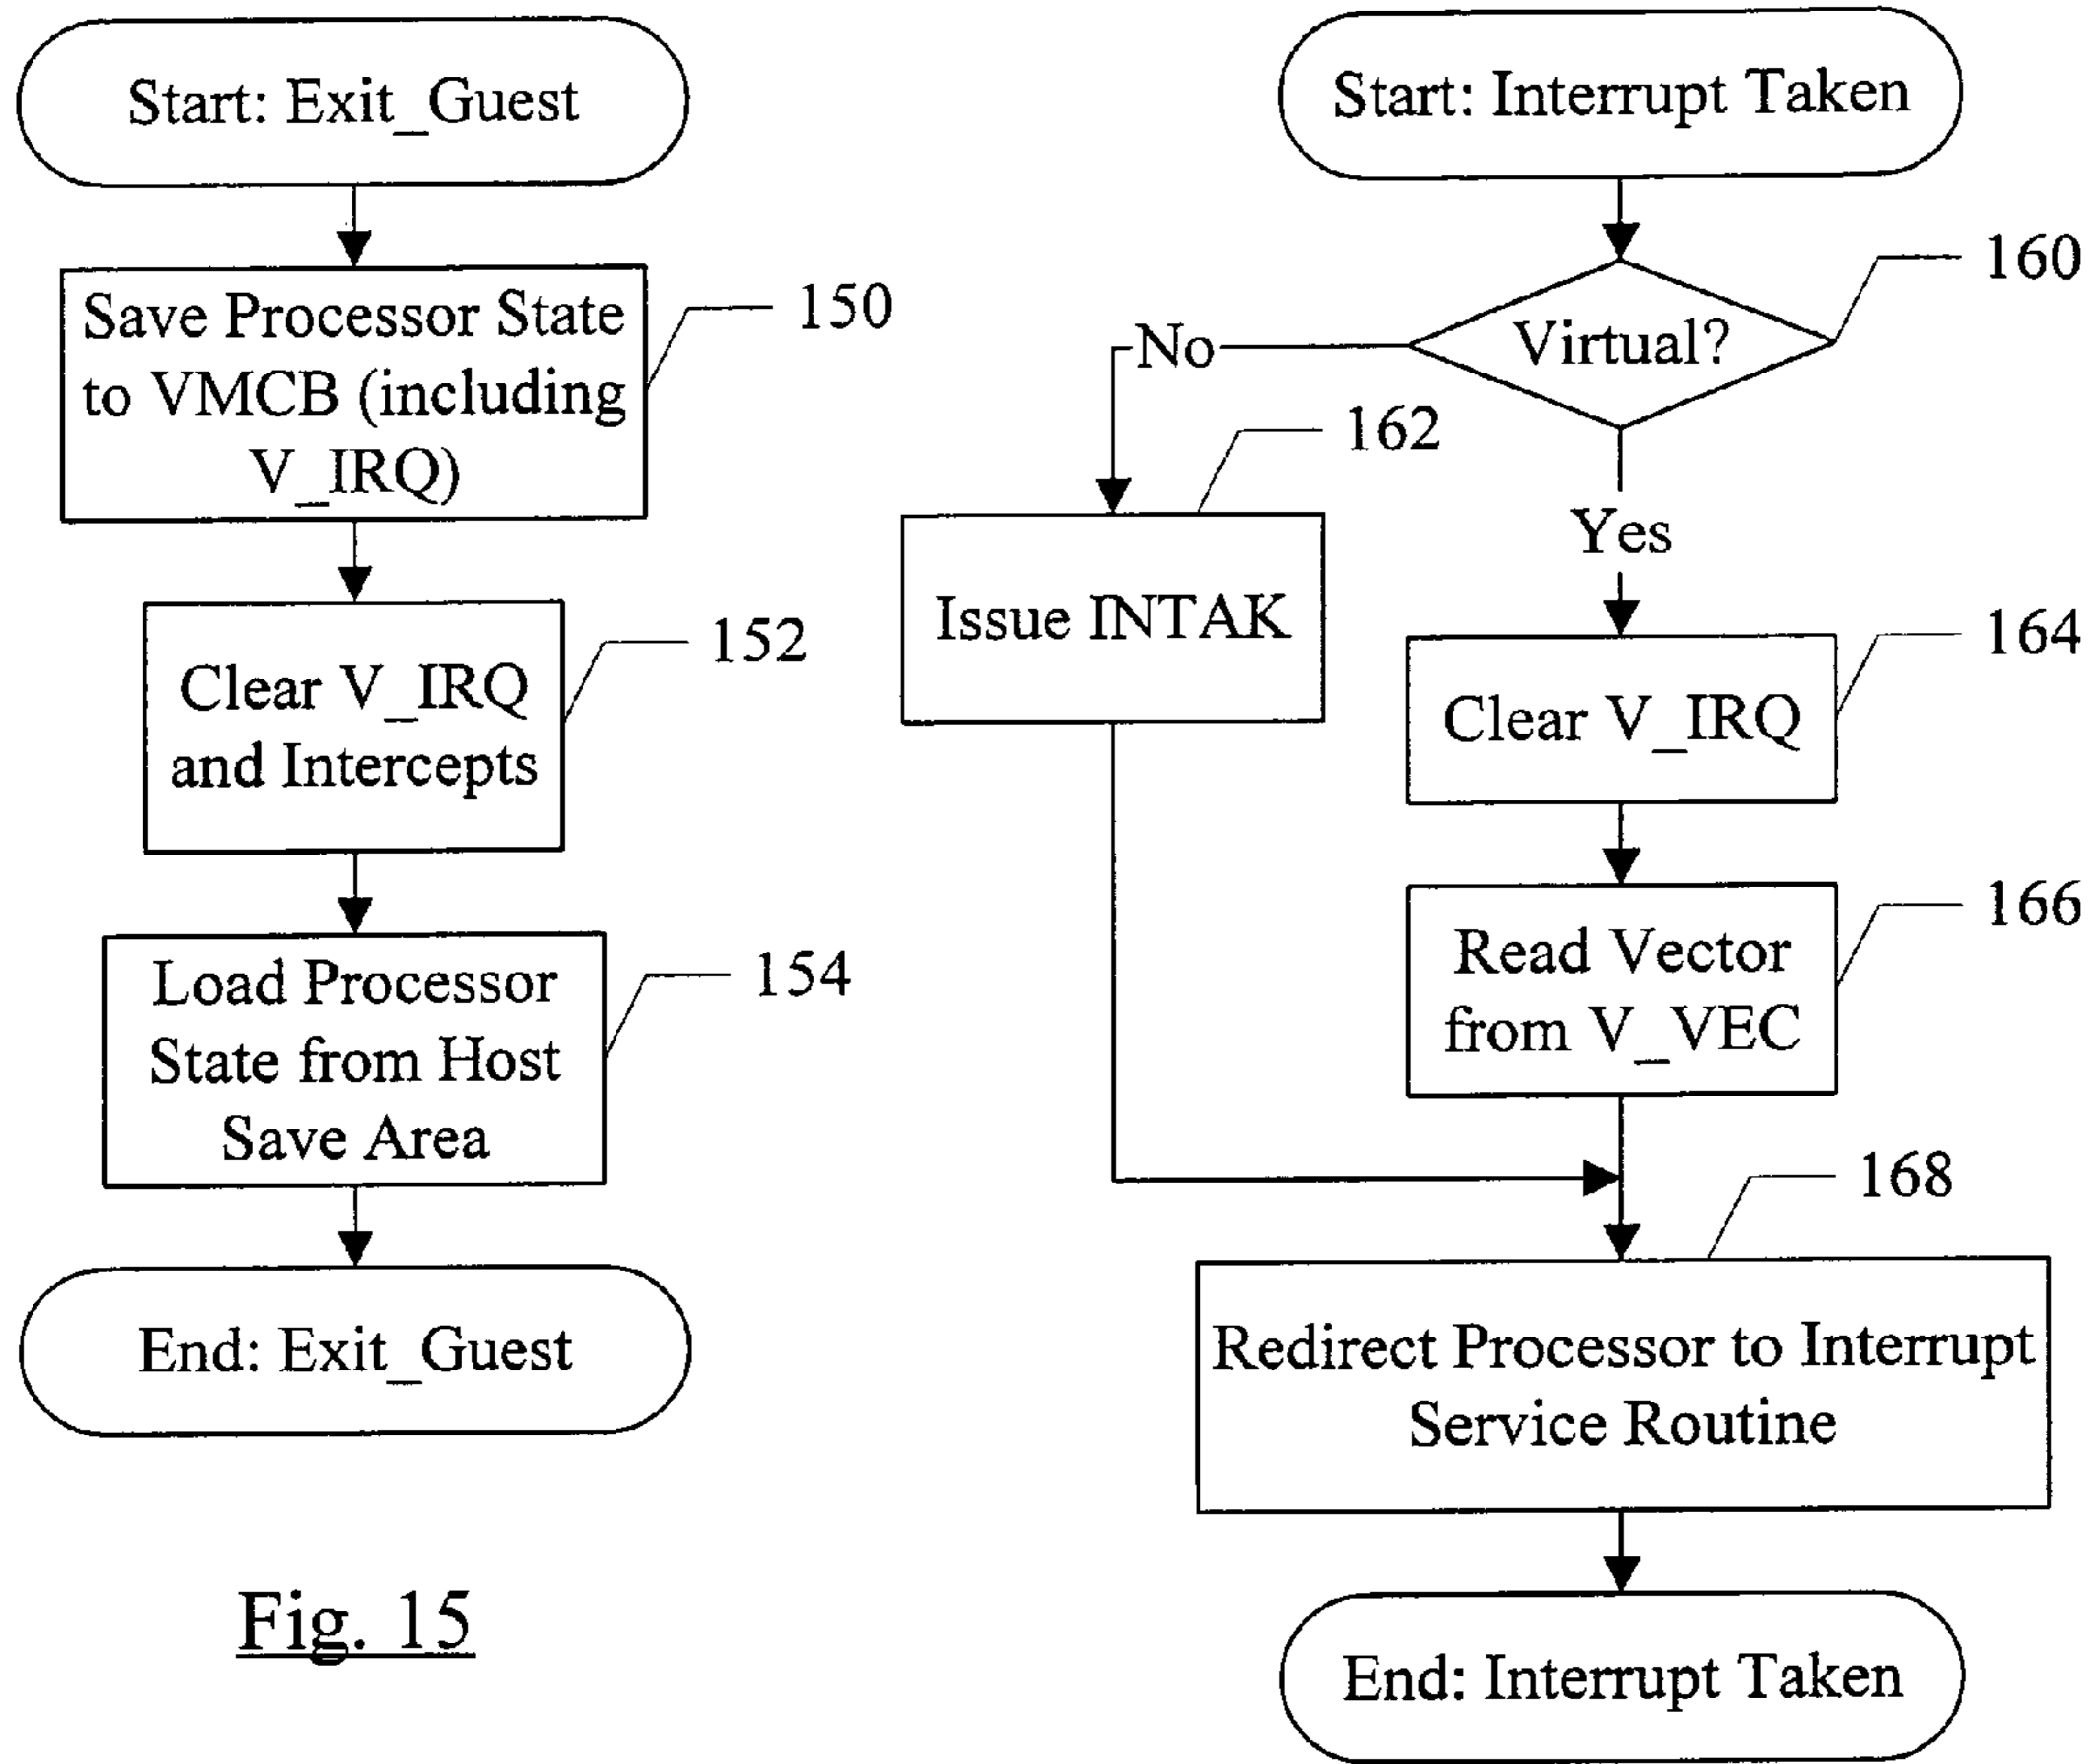 Start: Exit_Guest
Save Processor State
to VMCB (including
V_IRQ)
150
Clear V_IRQ
and Intercepts
152
Load Processor
State from Host
Save Area
154
End: Exit_Guest
Fig. 15
Start: Interrupt Taken
Virtual?
160
No
162
Issue INTAK
Yes
Clear V_IRQ
164
Read Vector
from V_VEC
166
168
Redirect Processor to Interrupt
Service Routine
End: Interrupt Taken